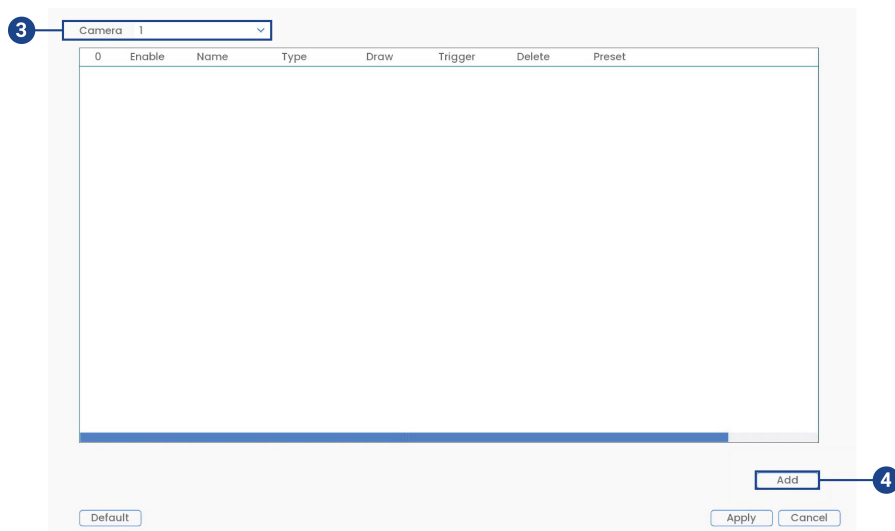 3 Camera 1
0 Enable Name Type Draw Trigger Delete Preset
Add 4
Default Apply Cancel